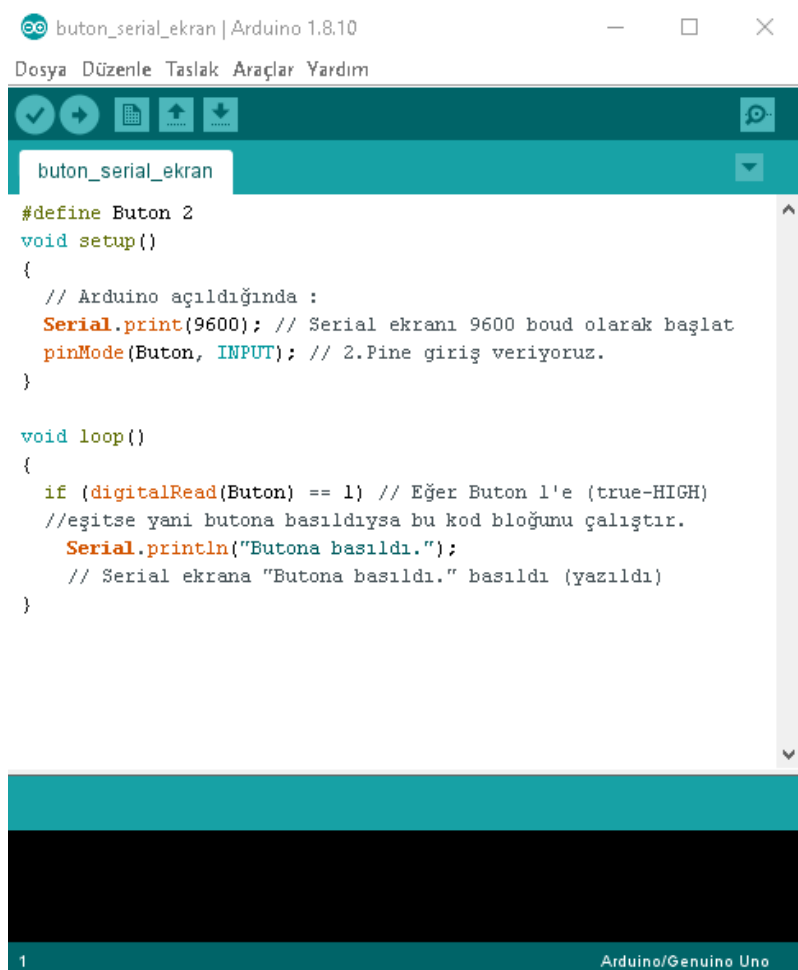 buton_serial_ekran | Arduino 1.8.10
Dosya Düzenle Taslak Araçlar Yardım
buton_serial_ekran
#define Buton 2
void setup()
{
  // Arduino açıldığında :
  Serial.print(9600); // Serial ekranı 9600 boud olarak başlat
  pinMode(Buton, INPUT); // 2.Pine giriş veriyoruz.
}

void loop()
{
  if (digitalRead(Buton) == 1) // Eğer Buton 1'e (true-HIGH)
  //eşitse yani butona basıldıysa bu kod bloğunu çalıştır.
    Serial.println("Butona basıldı.");
    // Serial ekrana "Butona basıldı." basıldı (yazıldı)
}
1
Arduino/Genuino Uno